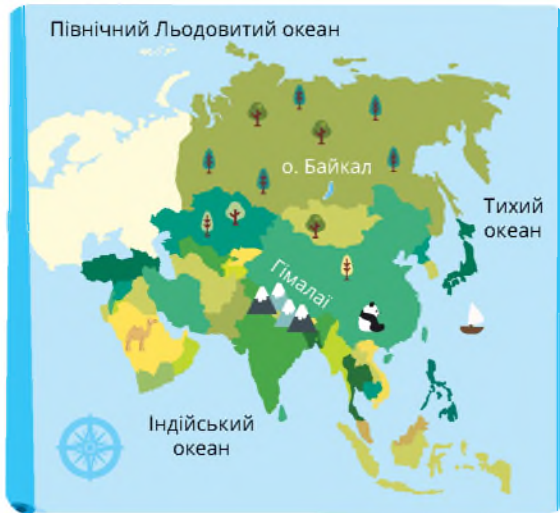 Північний Льодовитий океан
о. Байкал
Тихий
океан
Гімалаї
Індійський
океан